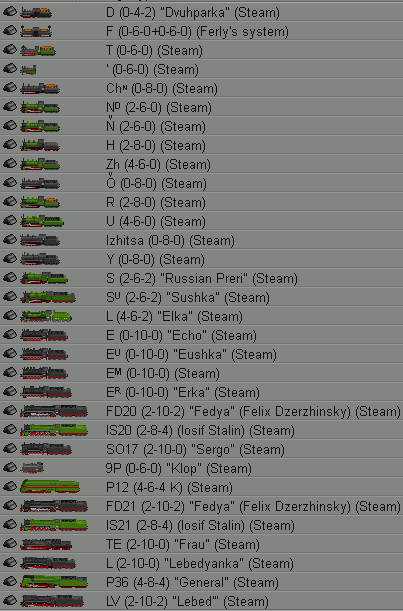 D (0-4-2) "Dvuhparka" (Steam)
F (0-6-0+0-6-0) (Ferly's system)
T (0-6-0) (Steam)
' (0-6-0) (Steam)
Chᴺ (0-8-0) (Steam)
Nᴰ (2-6-0) (Steam)
N̆ (2-6-0) (Steam)
H (2-8-0) (Steam)
Zh (4-6-0) (Steam)
Ŏ (0-8-0) (Steam)
R (2-8-0) (Steam)
U (4-6-0) (Steam)
Izhitsa (0-8-0) (Steam)
Y (0-8-0) (Steam)
S (2-6-2) "Russian Preri" (Steam)
Sᵁ (2-6-2) "Sushka" (Steam)
L (4-6-2) "Elka" (Steam)
E (0-10-0) "Echo" (Steam)
Eᵁ (0-10-0) "Eushka" (Steam)
Eᴹ (0-10-0) (Steam)
Eᴿ (0-10-0) "Erka" (Steam)
FD20 (2-10-2) "Fedya" (Felix Dzerzhinsky) (Steam)
IS20 (2-8-4) (Iosif Stalin) (Steam)
SO17 (2-10-0) "Sergo" (Steam)
9P (0-6-0) "Klop" (Steam)
P12 (4-6-4 K) (Steam)
FD21 (2-10-2) "Fedya" (Felix Dzerzhinsky) (Steam)
IS21 (2-8-4) (Iosif Stalin) (Steam)
TE (2-10-0) "Frau" (Steam)
L (2-10-0) "Lebedyanka" (Steam)
P36 (4-8-4) "General" (Steam)
LV (2-10-2) "Lebed'" (Steam)